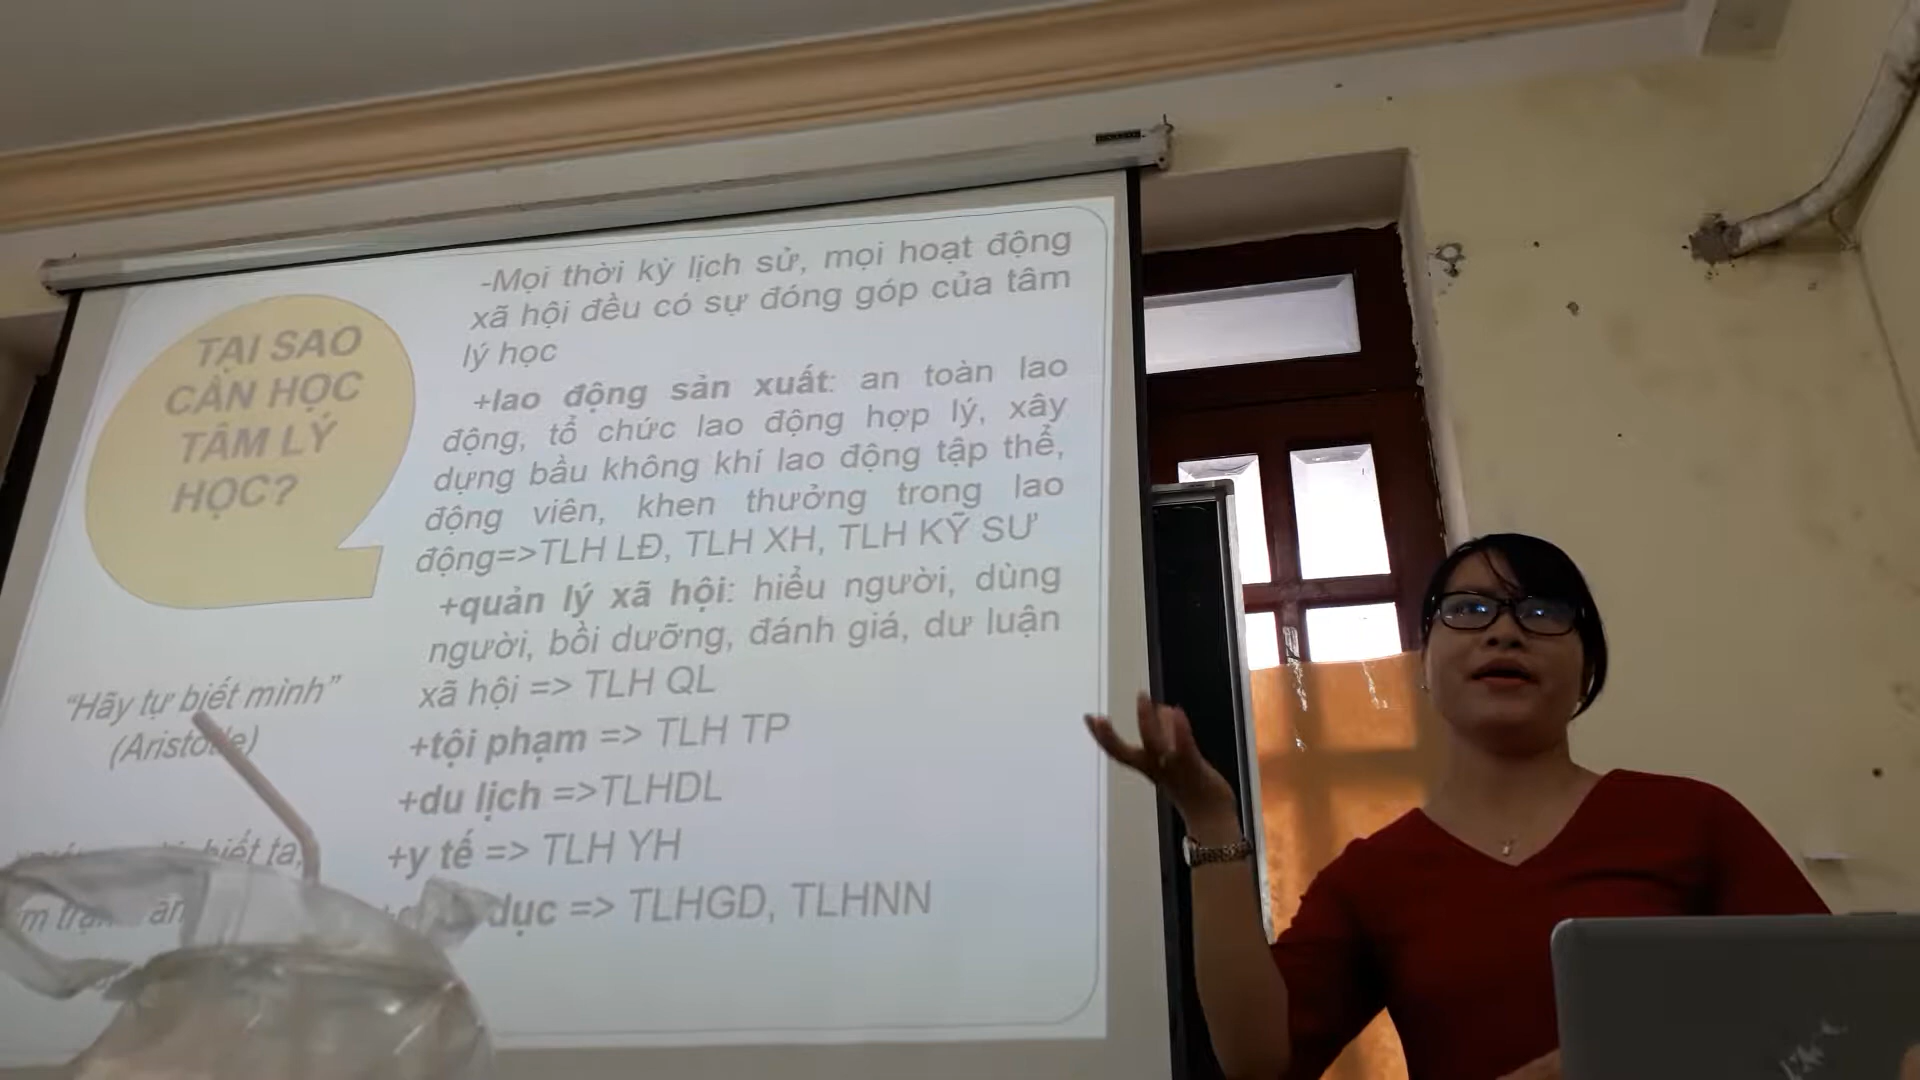 TẠI SAO
CẦN HỌC
TÂM LÝ
HỌC?
“Hãy tự biết mình”
(Aristotle)
biết ta,
-Mọi thời kỳ lịch sử, mọi hoạt động
xã hội đều có sự đóng góp của tâm
lý học
+lao động sản xuất: an toàn lao
động, tổ chức lao động hợp lý, xây
dựng bầu không khí lao động tập thể,
động viên, khen thưởng trong lao
động=>TLH LĐ, TLH XH, TLH KỸ SƯ
+quản lý xã hội: hiểu người, dùng
người, bồi dưỡng, đánh giá, dư luận
xã hội => TLH QL
+tội phạm => TLH TP
+du lịch =>TLHDL
+y tế => TLH YH
dục => TLHGD, TLHNN